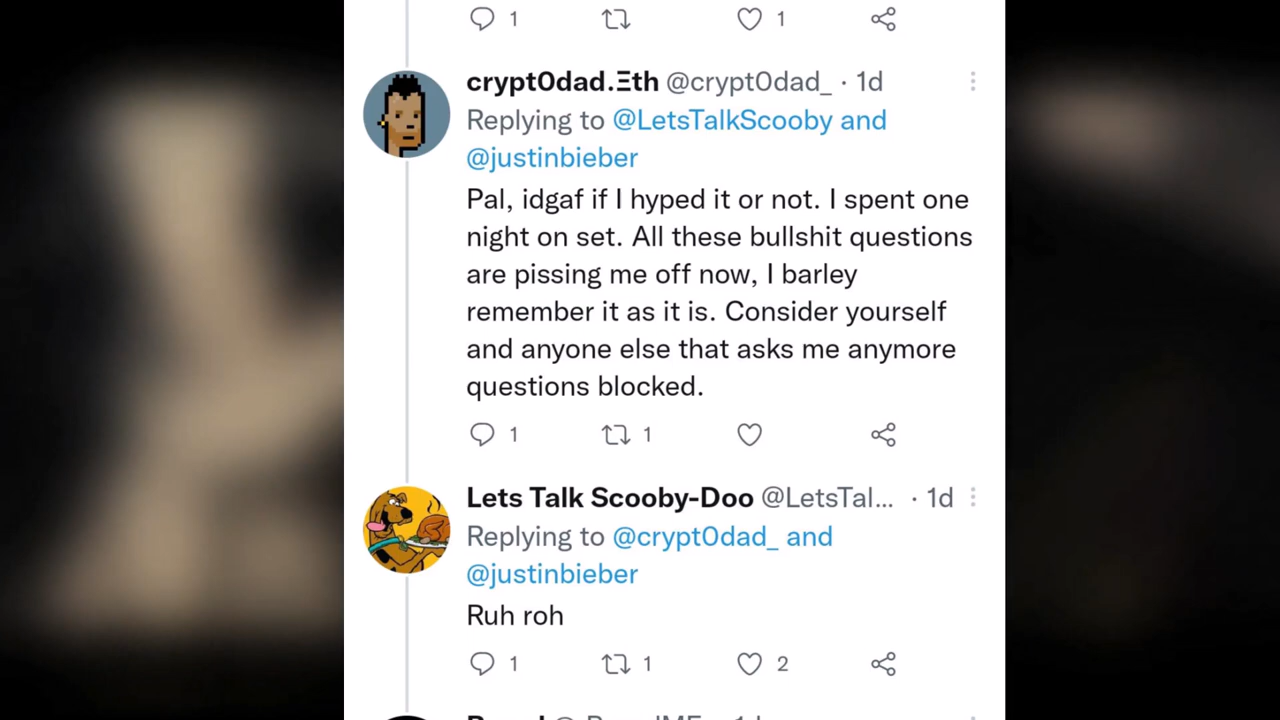 1 1
crypt0dad.Ξth @crypt0dad_ · 1d
Replying to @LetsTalkScooby and
@justinbieber
Pal, idgaf if I hyped it or not. I spent one
night on set. All these bullshit questions
are pissing me off now, I barley
remember it as it is. Consider yourself
and anyone else that asks me anymore
questions blocked.
1 1
Lets Talk Scooby-Doo @LetsTal... · 1d
Replying to @crypt0dad_ and
@justinbieber
Ruh roh
1 1 2